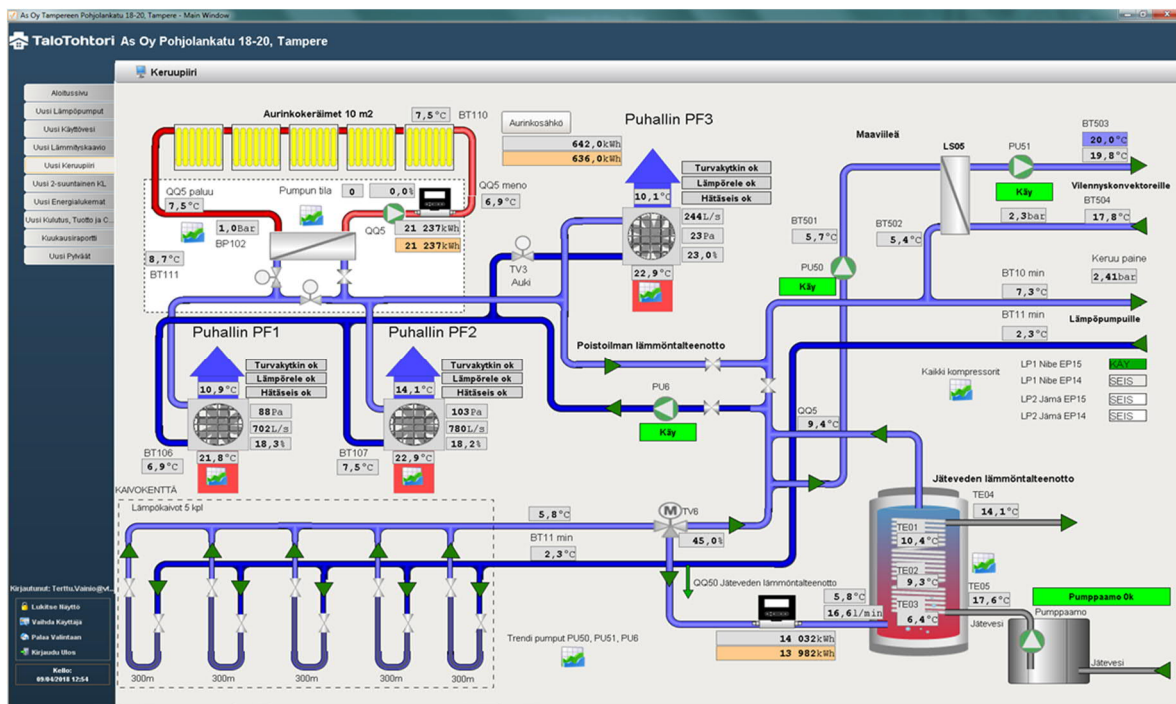 As Oy Tampereen Pohjolankatu 18-20, Tampere - Main Window
TaloTohtori As Oy Pohjolankatu 18-20, Tampere
Keruupiiri
Aloitussivu
Uusi Lämpöpumput
Uusi Käyttövesi
Uusi Lämmityskaavio
Uusi Keruupiiri
Uusi 2-suuntainen KL
Uusi Energialukemat
Uusi Kulutus, Tuotto ja C...
Kuukausiraportti
Uusi Pylväät
Aurinkokeräimet 10 m2
7,5°C
BT110
Aurinkosähkö
642,0kWh
636,0kWh
QQ5 paluu
7,5°C
Pumpun tila
0
0,0%
QQ5 meno
6,9°C
1,0Bar
BP102
QQ5
21 237kWh
21 237kWh
8,7°C
BT111
TV3
Auki
Puhallin PF3
Turvakytkin ok
Lämpörele ok
Hätäseis ok
10,1°C
244L/s
23Pa
23,0%
22,9°C
Maaviileä
LS05
PU51
Käy
2,3bar
BT503
20,0°C
19,8°C
Vilennyskonvektoreille
BT504
17,8°C
BT501
5,7°C
BT502
5,4°C
PU50
Käy
Keruu paine
2,41bar
BT10 min
7,3°C
BT11 min
2,3°C
Lämpöpumpuille
Puhallin PF1
Turvakytkin ok
Lämpörele ok
Hätäseis ok
10,9°C
88Pa
702L/s
18,3%
21,8°C
BT106
6,9°C
Puhallin PF2
Turvakytkin ok
Lämpörele ok
Hätäseis ok
14,1°C
103Pa
780L/s
18,2%
22,9°C
BT107
7,5°C
Poistoilman lämmöntalteenotto
PU6
Käy
Kaikki kompressorit
LP1 Nibe EP15
KÄY
LP1 Nibe EP14
SEIS
LP2 Jämä EP15
SEIS
LP2 Jämä EP14
SEIS
QQ5
9,4°C
Jäteveden lämmöntalteenotto
TE04
14,1°C
TE01
10,4°C
TE02
9,3°C
TE03
6,4°C
TE05
17,6°C
Jätevesi
Pumppaamo Ok
Pumppaamo
Jätevesi
KAIVOKENTTÄ
Lämpökaivot 5 kpl
5,8°C
BT11 min
2,3°C
M
TV6
45,0%
QQ50 Jäteveden lämmöntalteenotto
5,8°C
16,6l/min
14 032kWh
13 982kWh
Trendi pumput PU50, PU51, PU6
300m
300m
300m
300m
300m
Kirjautunut: Terttu.Vainio@vt...
Lukitse Näyttö
Vaihda Käyttäjä
Palaa Valintaan
Kirjaudu Ulos
Kello:
09/04/2018 12:54